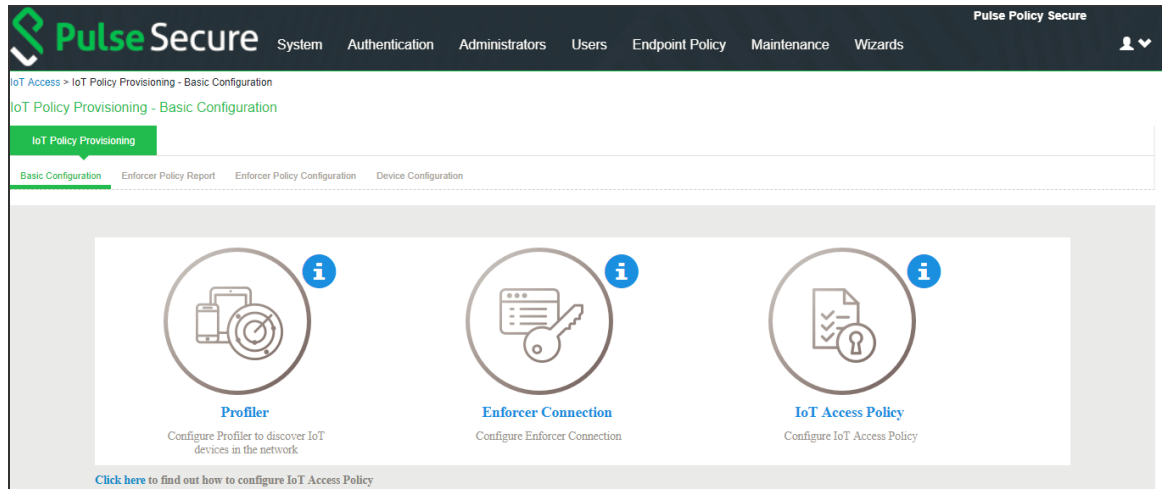 Pulse Policy Secure
Pulse Secure System Authentication Administrators Users Endpoint Policy Maintenance Wizards
IoT Access > IoT Policy Provisioning - Basic Configuration
IoT Policy Provisioning - Basic Configuration
IoT Policy Provisioning
Basic Configuration Enforcer Policy Report Enforcer Policy Configuration Device Configuration
i i i
Profiler Enforcer Connection IoT Access Policy
Configure Profiler to discover IoT Configure Enforcer Connection Configure IoT Access Policy
devices in the network
Click here to find out how to configure IoT Access Policy